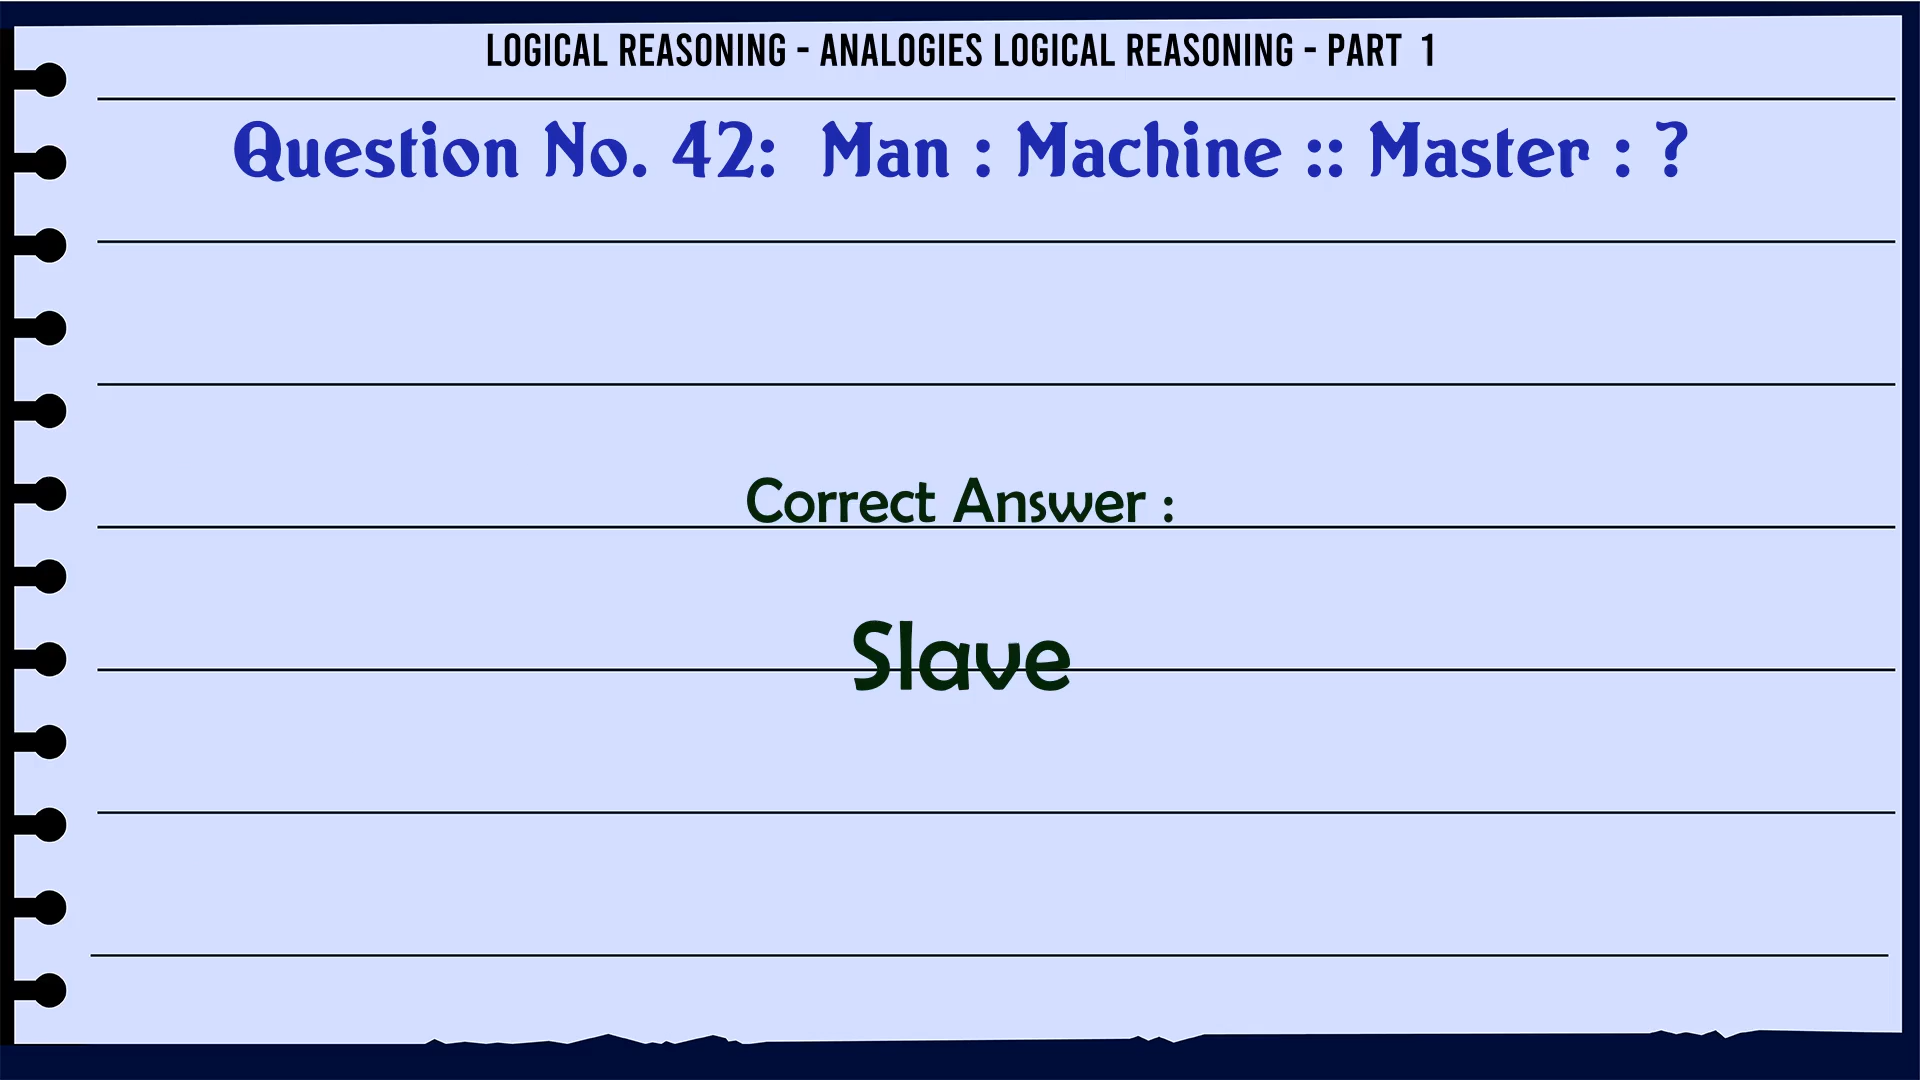 LOGICAL REASONING - ANALOGIES LOGICAL REASONING - PART 1
Question No. 42: Man : Machine :: Master : ?
Correct Answer :
Slave